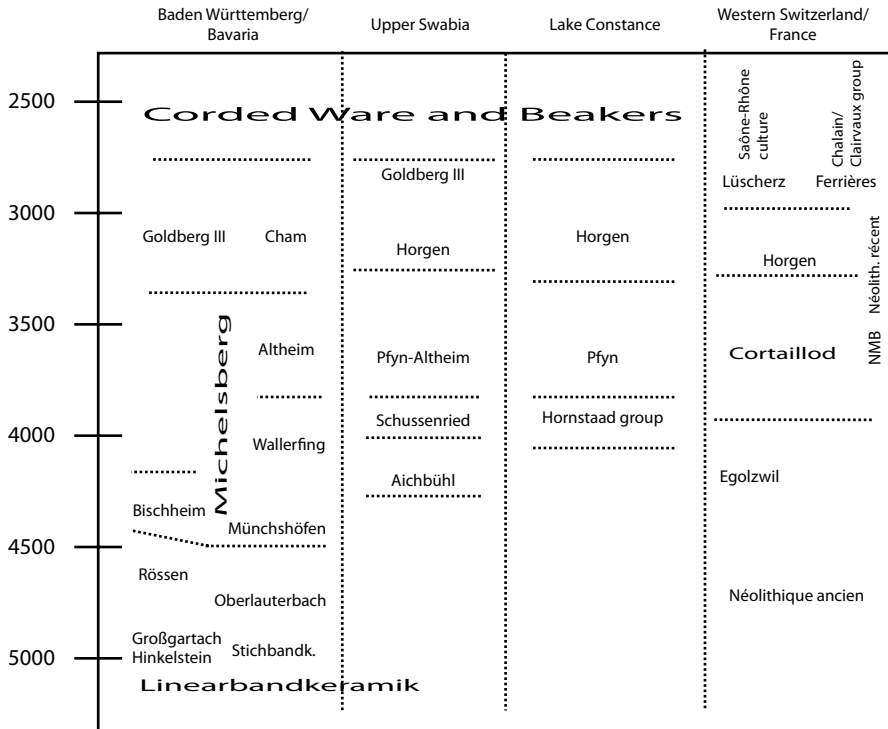 Baden Württemberg/
Bavaria
Upper Swabia
Lake Constance
Western Switzerland/
France
2500
3000
3500
4000
4500
5000
Corded Ware and Beakers
Goldberg III
Cham
Michelsberg
Altheim
Wallerfing
Bischheim
Münchshöfen
Rössen
Oberlauterbach
Großgartach
Hinkelstein
Stichbandk.
Linearbandkeramik
Goldberg III
Horgen
Pfyn-Altheim
Schussenried
Aichbühl
Horgen
Pfyn
Hornstaad group
Saône-Rhône
culture
Chalain/
Clairvaux group
Lüscherz
Ferrières
Horgen
Néolith. récent
Cortaillod
NMB
Egolzwil
Néolithique ancien